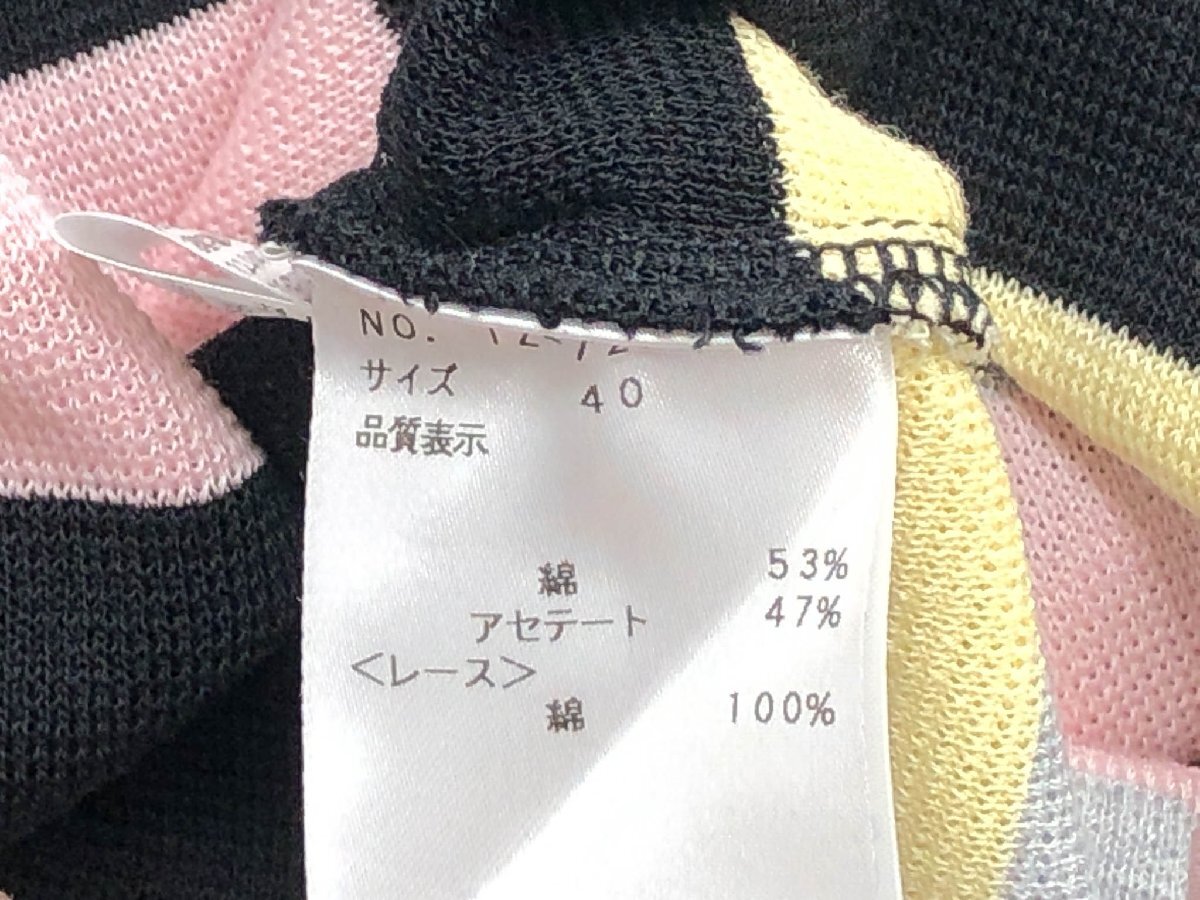 NO.
サイズ 40
品質表示
綿 53%
アセテート 47%
<レース>
綿 100%